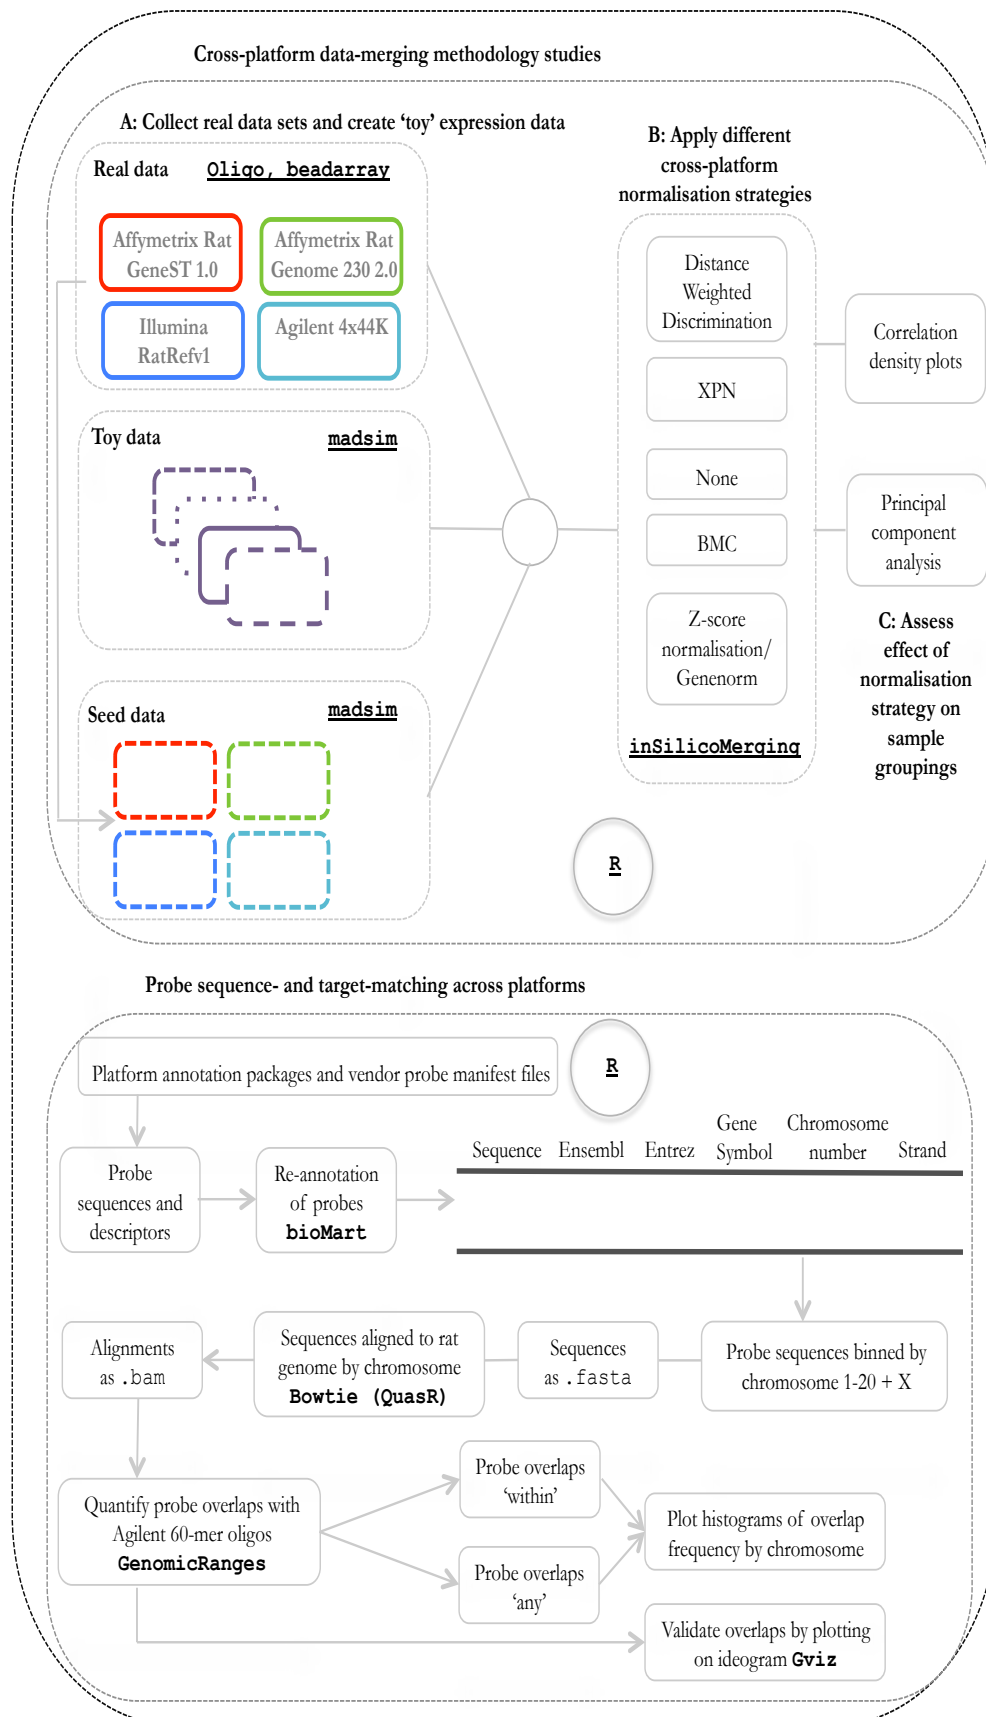 Cross-platform data-merging methodology studies
A: Collect real data sets and create ‘toy’ expression data
Real data
Oligo, beadarray
Affymetrix Rat
GeneST 1.0
Affymetrix Rat
Genome 230 2.0
Illumina
RatRefv1
Agilent 4x44K
Toy data
madsim
Seed data
madsim
B: Apply different
cross-platform
normalisation strategies
Distance
Weighted
Discrimination
XPN
None
BMC
Z-score
normalisation/
Genenorm
inSilicoMerging
Correlation
density plots
Principal
component
analysis
C: Assess
effect of
normalisation
strategy on
sample
groupings
R
Probe sequence- and target-matching across platforms
R
Platform annotation packages and vendor probe manifest files
Probe
sequences and
descriptors
Re-annotation
of probes
bioMart
Sequence
Ensembl
Entrez
Gene
Symbol
Chromosome
number
Strand
Probe sequences binned by
chromosome 1-20 + X
Sequences
as .fasta
Sequences aligned to rat
genome by chromosome
Bowtie (QuasR)
Alignments
as .bam
Quantify probe overlaps with
Agilent 60-mer oligos
GenomicRanges
Probe overlaps
‘within’
Probe overlaps
‘any’
Plot histograms of overlap
frequency by chromosome
Validate overlaps by plotting
on ideogram Gviz